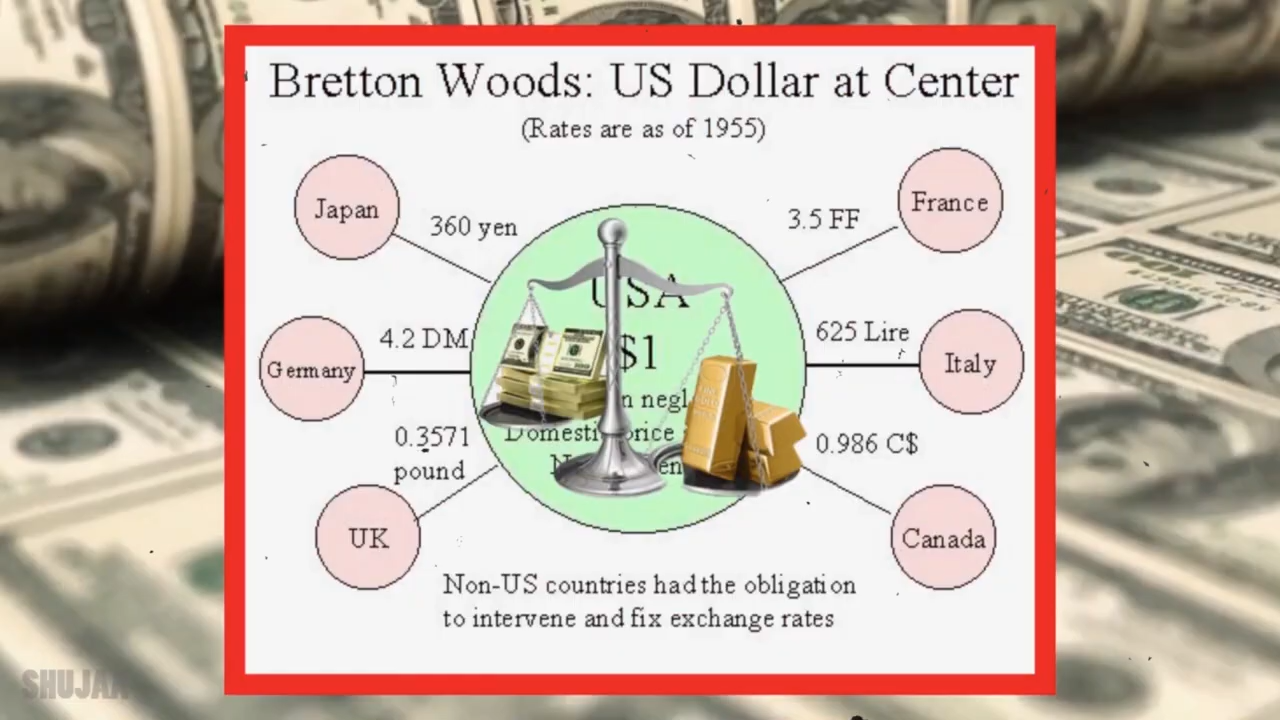 Bretton Woods: US Dollar at Center
(Rates are as of 1955)
Japan
360 yen
3.5 FF
France
USA
$1
Germany
4.2 DM
625 Lire
Italy
0.3571
pound
0.986 C$
UK
Canada
Non-US countries had the obligation
to intervene and fix exchange rates